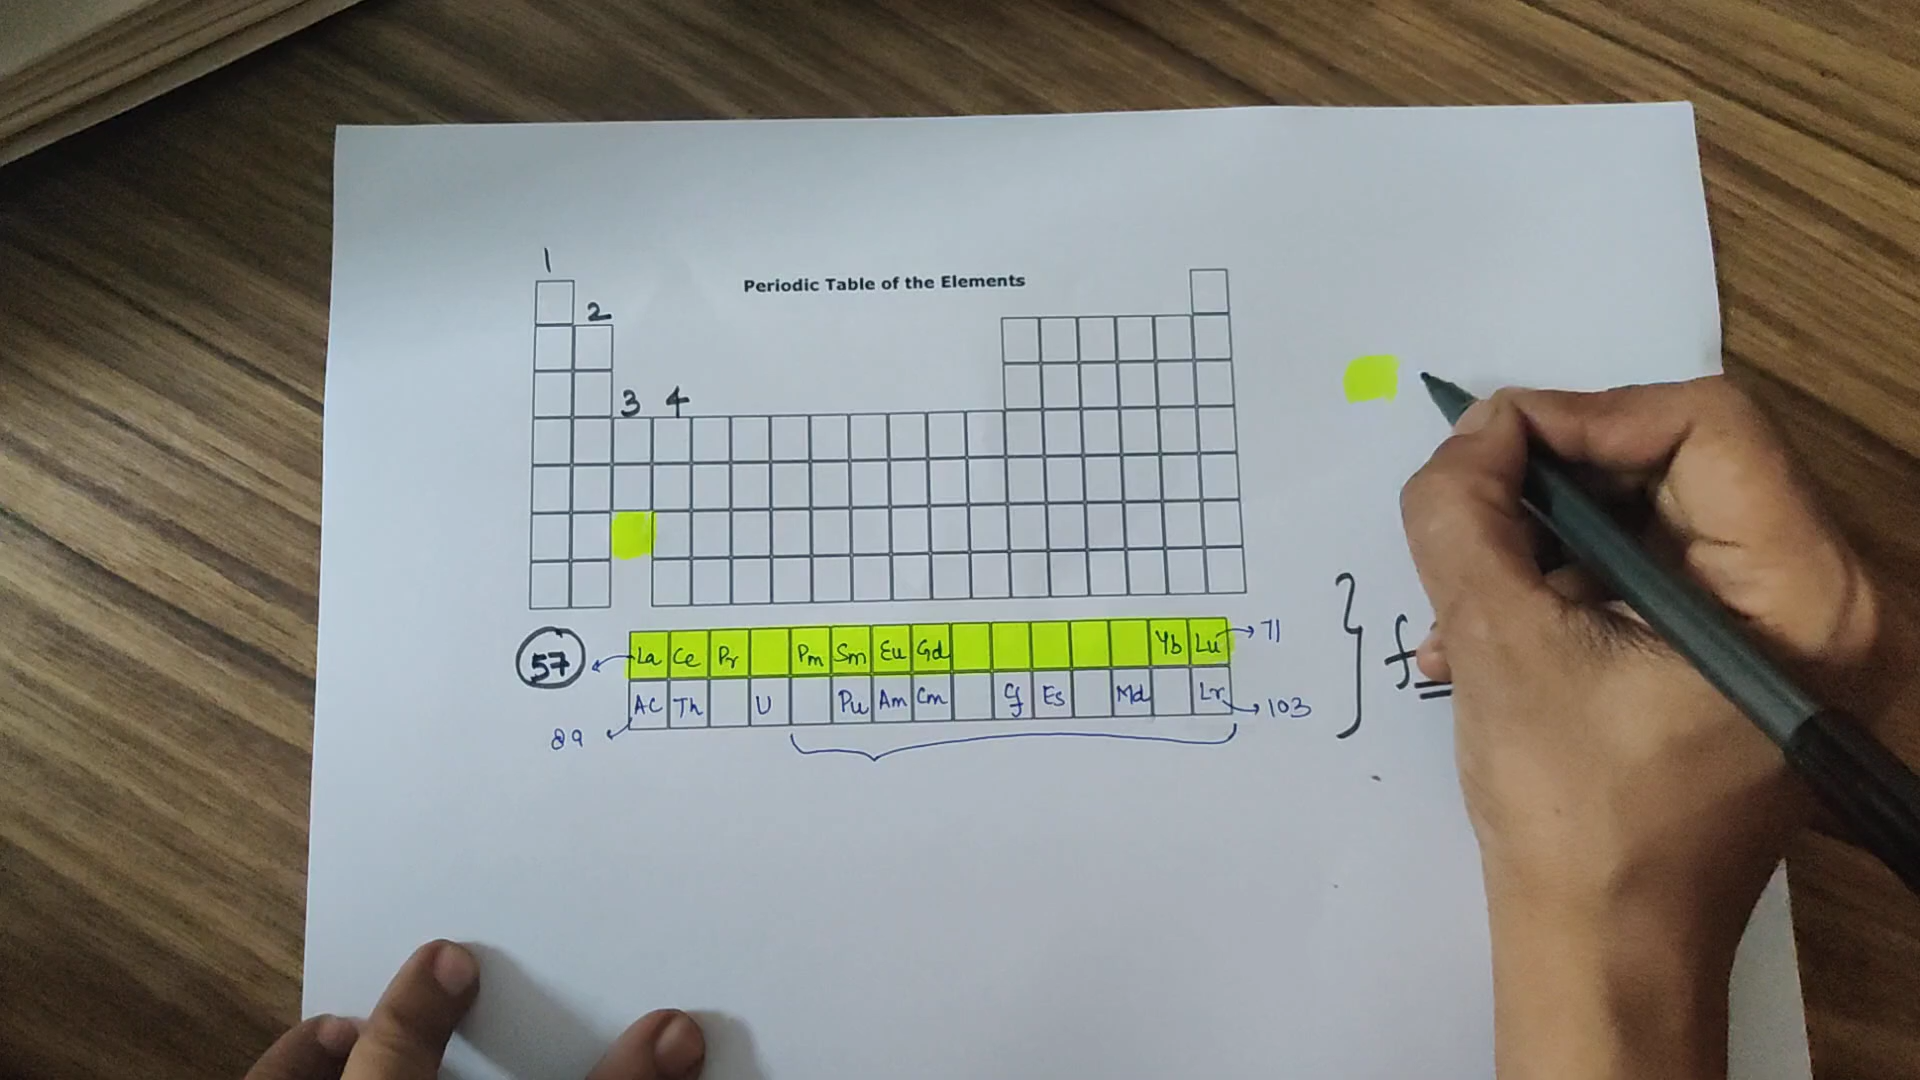 1
Periodic Table of the Elements
2
3 4
57 La Ce Pr Pm Sm Eu Gd Yb Lu 71
AC Th U Pu Am Cm Cf Es Md Lr 103
89
f